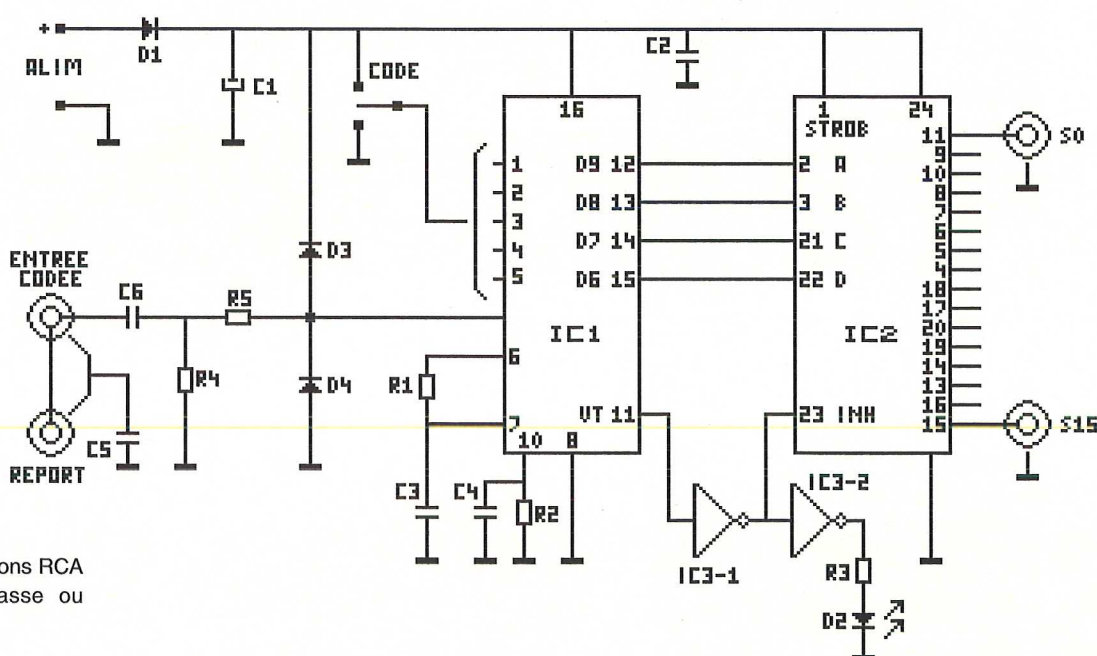 +
D1
ALIM
C1
CODE
C2
16
1
24
STROB
11
S0
1
D9 12
2 A
9
10
2
D8 13
3 B
8
7
3
D7 14
21 C
6
5
4
4
5
D6 15
22 D
18
17
D3
ENTREE
CODEE
C6
R5
IC1
IC2
20
19
6
14
R1
R4
D4
13
VT 11
23 INH
16
7
15
S15
10
8
C5
REPORT
C3
C4
R2
IC3-1
IC3-2
R3
D2
ons RCA
asse ou